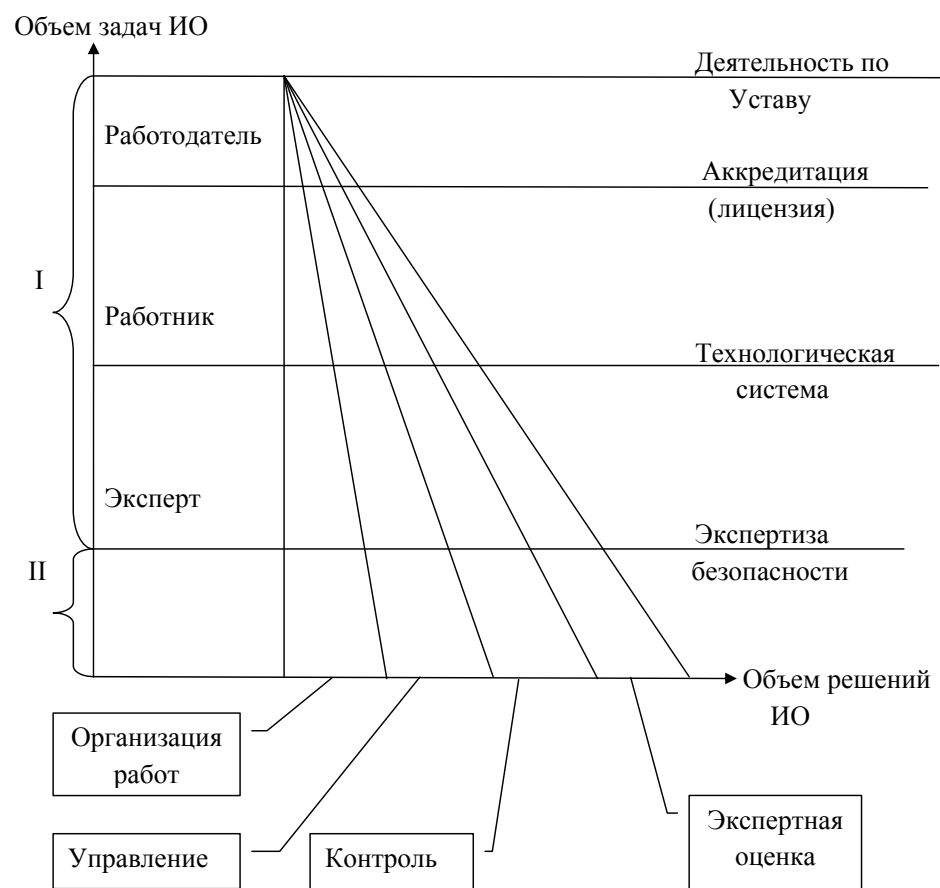 Объем задач ИО
Деятельность по
Уставу
Работодатель
Аккредитация
(лицензия)
I
Работник
Технологическая
система
Эксперт
Экспертиза
безопасности
II
Объем решений
ИО
Организация
работ
Управление
Контроль
Экспертная
оценка